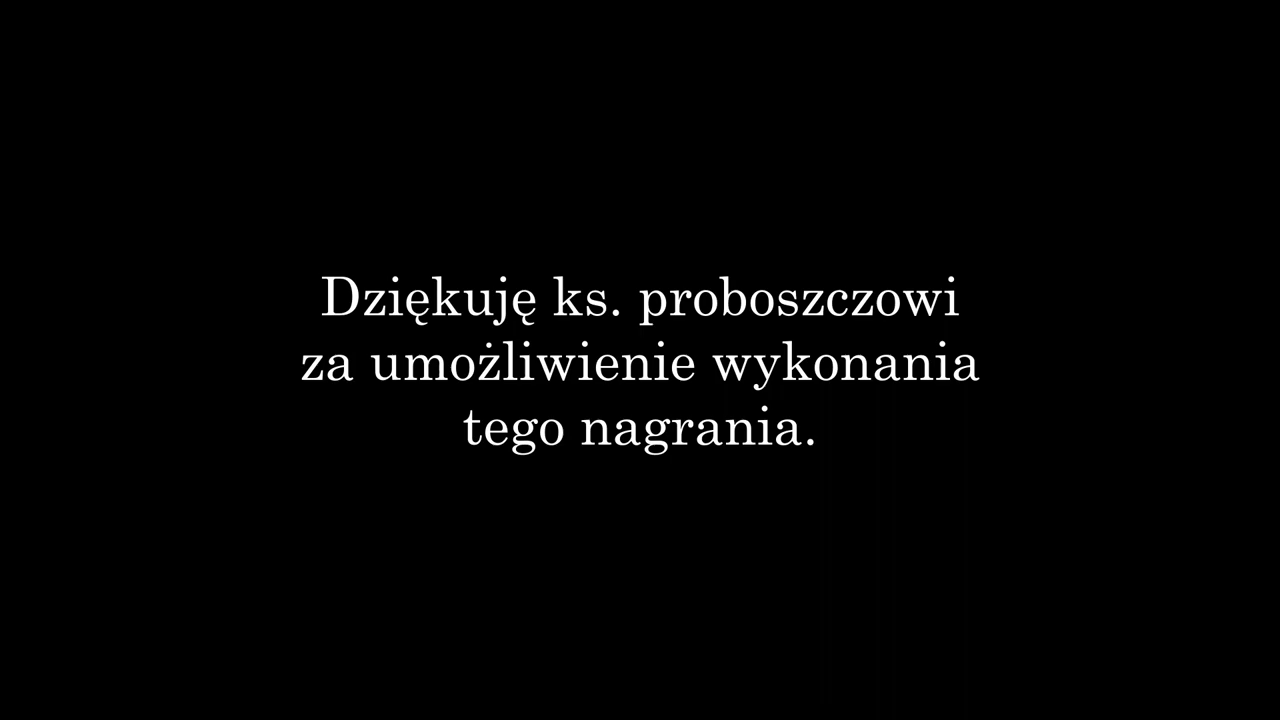 Dziękuję ks. proboszczowi
za umożliwienie wykonania
tego nagrania.